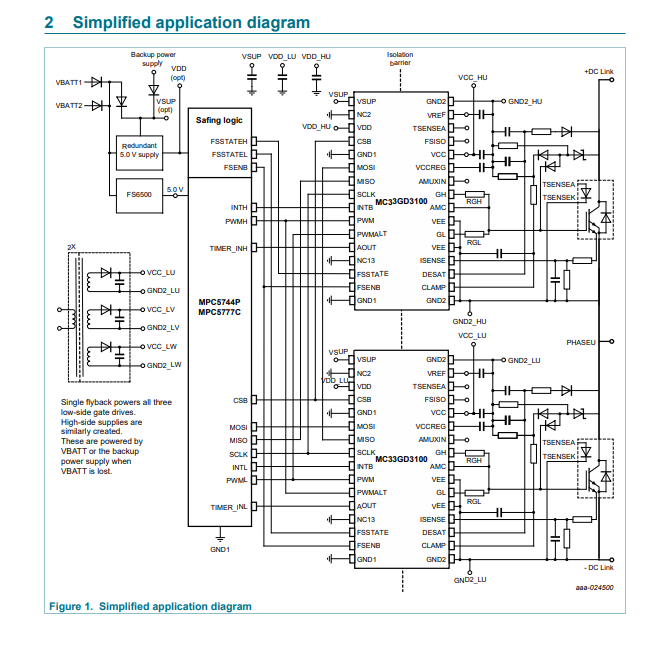 2 Simplified application diagram
Backup power
supply
VDD
(opt)
VBATT1
VBATT2
VSUP
(opt)
Redundant
5.0 V supply
FS6500
5.0 V
2X
VCC_LU
GND2_LU
VCC_LV
GND2_LV
VCC_LW
GND2_LW
Single flyback powers all three
low-side gate drives.
High-side supplies are
similarly created.
These are powered by
VBATT or the backup
power supply when
VBATT is lost.
VSUP VDD_LU VDD_HU
Safing logic
FSSTATEH
FSSTATEL
FSENB
INTH
PWMH
TIMER_INH
MPC5744P
MPC5777C
CSB
MOSI
MISO
SCLK
INTL
PWML
TIMER_INL
GND1
Isolation
barrier
VSUP
VDD_HU
VSUP
NC2
VDD
CSB
GND1
MOSI
MISO
SCLK
INTB
PWM
PWMALT
AOUT
NC13
FSSTATE
FSENB
GND1
MC33GD3100
GND2
VREF
TSENSEA
FSISO
VCC
VCCREG
AMUXIN
GH
AMC
VEE
GL
VEE
ISENSE
DESAT
CLAMP
GND2
VCC_HU
GND2_HU
RGH
RGL
TSENSEA
TSENSEK
+DC Link
GND2_HU
VCC_LU
PHASEU
VSUP
VDD_LU
VSUP
NC2
VDD
CSB
GND1
MOSI
MISO
SCLK
INTB
PWM
PWMALT
AOUT
NC13
FSSTATE
FSENB
GND1
MC33GD3100
GND2
VREF
TSENSEA
FSISO
VCC
VCCREG
AMUXIN
GH
AMC
VEE
GL
VEE
ISENSE
DESAT
CLAMP
GND2
GND2_LU
RGH
RGL
TSENSEA
TSENSEK
- DC Link
GND2_LU
aaa-024500
Figure 1. Simplified application diagram